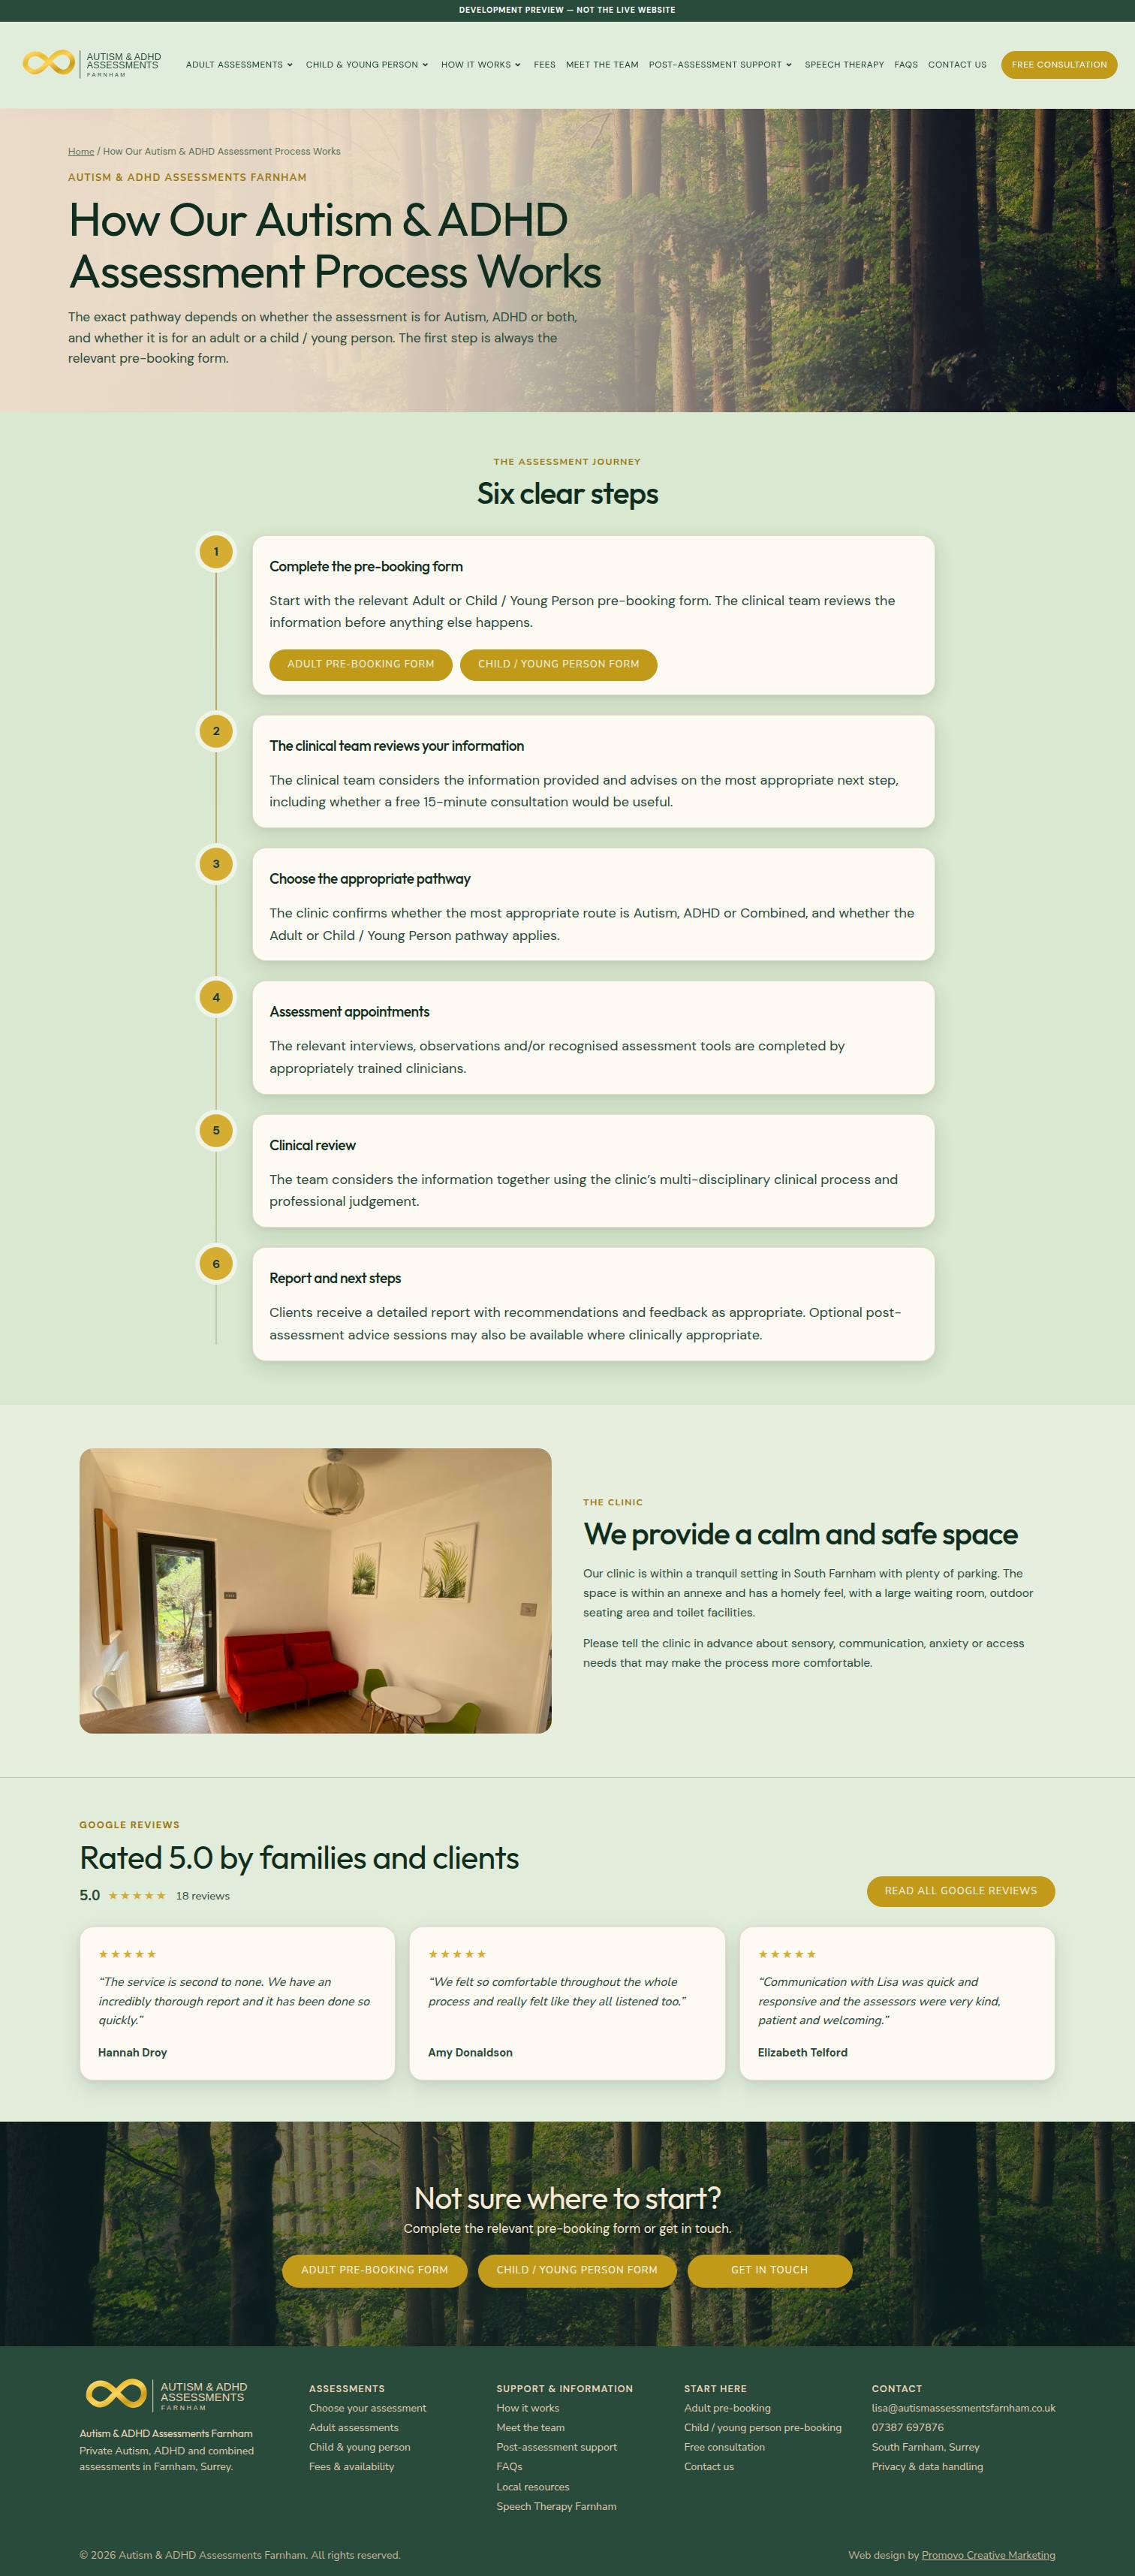 DEVELOPMENT PREVIEW — NOT THE LIVE WEBSITE
AUTISM & ADHD
ASSESSMENTS
FARNHAM
ADULT ASSESSMENTS CHILD & YOUNG PERSON HOW IT WORKS FEES MEET THE TEAM POST-ASSESSMENT SUPPORT SPEECH THERAPY FAQS CONTACT US FREE CONSULTATION
Home / How Our Autism & ADHD Assessment Process Works
AUTISM & ADHD ASSESSMENTS FARNHAM
How Our Autism & ADHD
Assessment Process Works
The exact pathway depends on whether the assessment is for Autism, ADHD or both,
and whether it is for an adult or a child / young person. The first step is always the
relevant pre-booking form.
THE ASSESSMENT JOURNEY
Six clear steps
1
Complete the pre-booking form
Start with the relevant Adult or Child / Young Person pre-booking form. The clinical team reviews the
information before anything else happens.
ADULT PRE-BOOKING FORM CHILD / YOUNG PERSON FORM
2
The clinical team reviews your information
The clinical team considers the information provided and advises on the most appropriate next step,
including whether a free 15-minute consultation would be useful.
3
Choose the appropriate pathway
The clinic confirms whether the most appropriate route is Autism, ADHD or Combined, and whether the
Adult or Child / Young Person pathway applies.
4
Assessment appointments
The relevant interviews, observations and/or recognised assessment tools are completed by
appropriately trained clinicians.
5
Clinical review
The team considers the information together using the clinic’s multi-disciplinary clinical process and
professional judgement.
6
Report and next steps
Clients receive a detailed report with recommendations and feedback as appropriate. Optional post-
assessment advice sessions may also be available where clinically appropriate.
THE CLINIC
We provide a calm and safe space
Our clinic is within a tranquil setting in South Farnham with plenty of parking. The
space is within an annexe and has a homely feel, with a large waiting room, outdoor
seating area and toilet facilities.
Please tell the clinic in advance about sensory, communication, anxiety or access
needs that may make the process more comfortable.
GOOGLE REVIEWS
Rated 5.0 by families and clients
5.0 ★★★★★ 18 reviews
READ ALL GOOGLE REVIEWS
★★★★★
“The service is second to none. We have an
incredibly thorough report and it has been done so
quickly.”
Hannah Droy
★★★★★
“We felt so comfortable throughout the whole
process and really felt like they all listened too.”
Amy Donaldson
★★★★★
“Communication with Lisa was quick and
responsive and the assessors were very kind,
patient and welcoming.”
Elizabeth Telford
Not sure where to start?
Complete the relevant pre-booking form or get in touch.
ADULT PRE-BOOKING FORM CHILD / YOUNG PERSON FORM GET IN TOUCH
AUTISM & ADHD
ASSESSMENTS
FARNHAM
Autism & ADHD Assessments Farnham
Private Autism, ADHD and combined
assessments in Farnham, Surrey.
ASSESSMENTS
Choose your assessment
Adult assessments
Child & young person
Fees & availability
SUPPORT & INFORMATION
How it works
Meet the team
Post-assessment support
FAQs
Local resources
Speech Therapy Farnham
START HERE
Adult pre-booking
Child / young person pre-booking
Free consultation
Contact us
CONTACT
lisa@autismassessmentsfarnham.co.uk
07387 697876
South Farnham, Surrey
Privacy & data handling
© 2026 Autism & ADHD Assessments Farnham. All rights reserved.
Web design by Promovo Creative Marketing